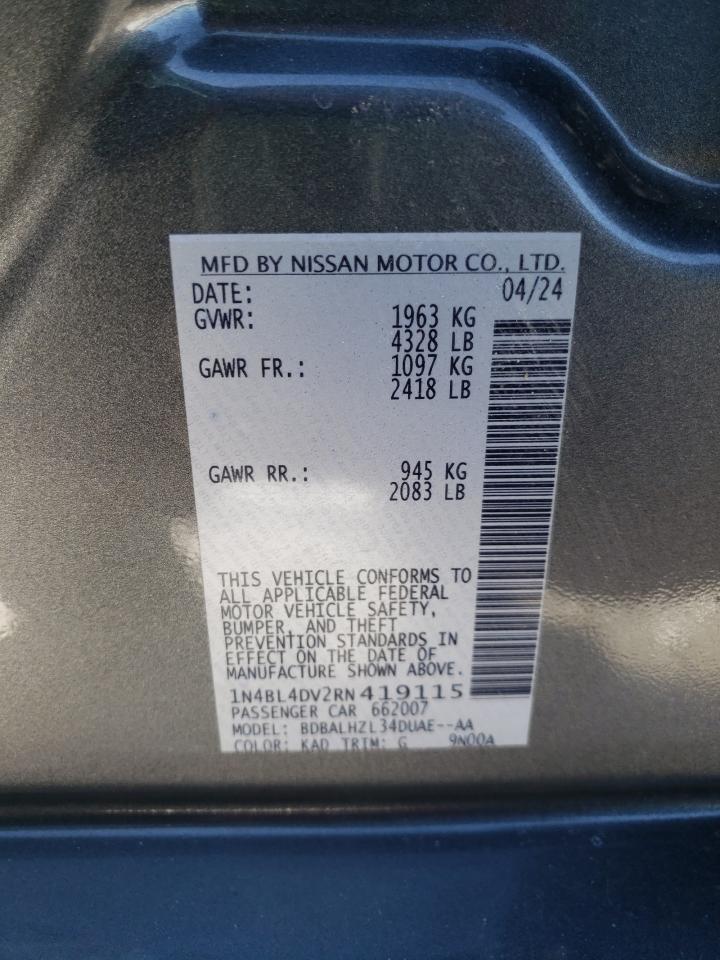 MFD BY NISSAN MOTOR CO., LTD.
DATE: 04/24
GVWR: 1963 KG
4328 LB
GAWR FR.: 1097 KG
2418 LB
GAWR RR.: 945 KG
2083 LB
THIS VEHICLE CONFORMS TO
ALL APPLICABLE FEDERAL
MOTOR VEHICLE SAFETY,
BUMPER, AND THEFT
PREVENTION STANDARDS IN
EFFECT ON THE DATE OF
MANUFACTURE SHOWN ABOVE.
1N4BL4DV2RN419115
PASSENGER CAR 662007
MODEL: BDBALHZL34DUAE--AA
COLOR: KAD TRIM: G 9N00A